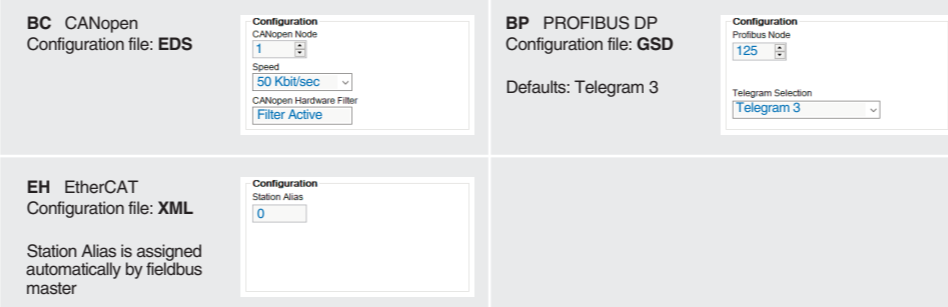 BC CANopen
Configuration file: EDS
Configuration
CANopen Node
1
Speed
50 Kbit/sec
CANopen Hardware Filter
Filter Active
BP PROFIBUS DP
Configuration file: GSD
Defaults: Telegram 3
Configuration
Profibus Node
125
Telegram Selection
Telegram 3
EH EtherCAT
Configuration file: XML
Station Alias is assigned
automatically by fieldbus
master
Configuration
Station Alias
0